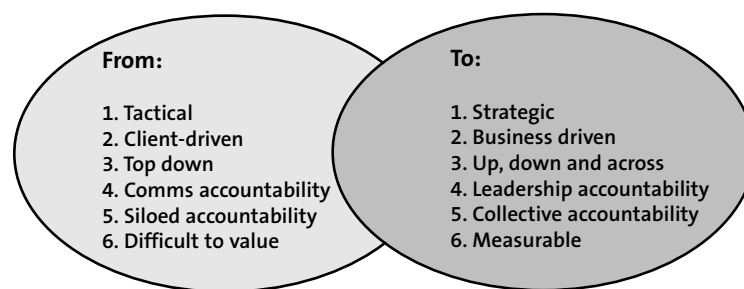 From:
1. Tactical
2. Client-driven
3. Top down
4. Comms accountability
5. Siloed accountability
6. Difficult to value
To:
1. Strategic
2. Business driven
3. Up, down and across
4. Leadership accountability
5. Collective accountability
6. Measurable